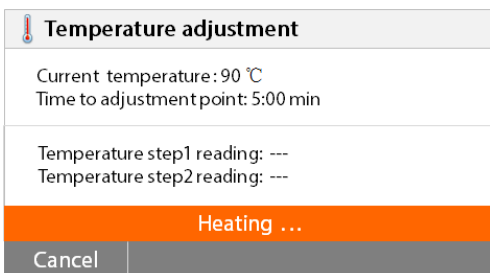 Temperature adjustment
Current temperature: 90 ℃
Time to adjustment point: 5:00 min
Temperature step1 reading: ---
Temperature step2 reading: ---
Heating ...
Cancel